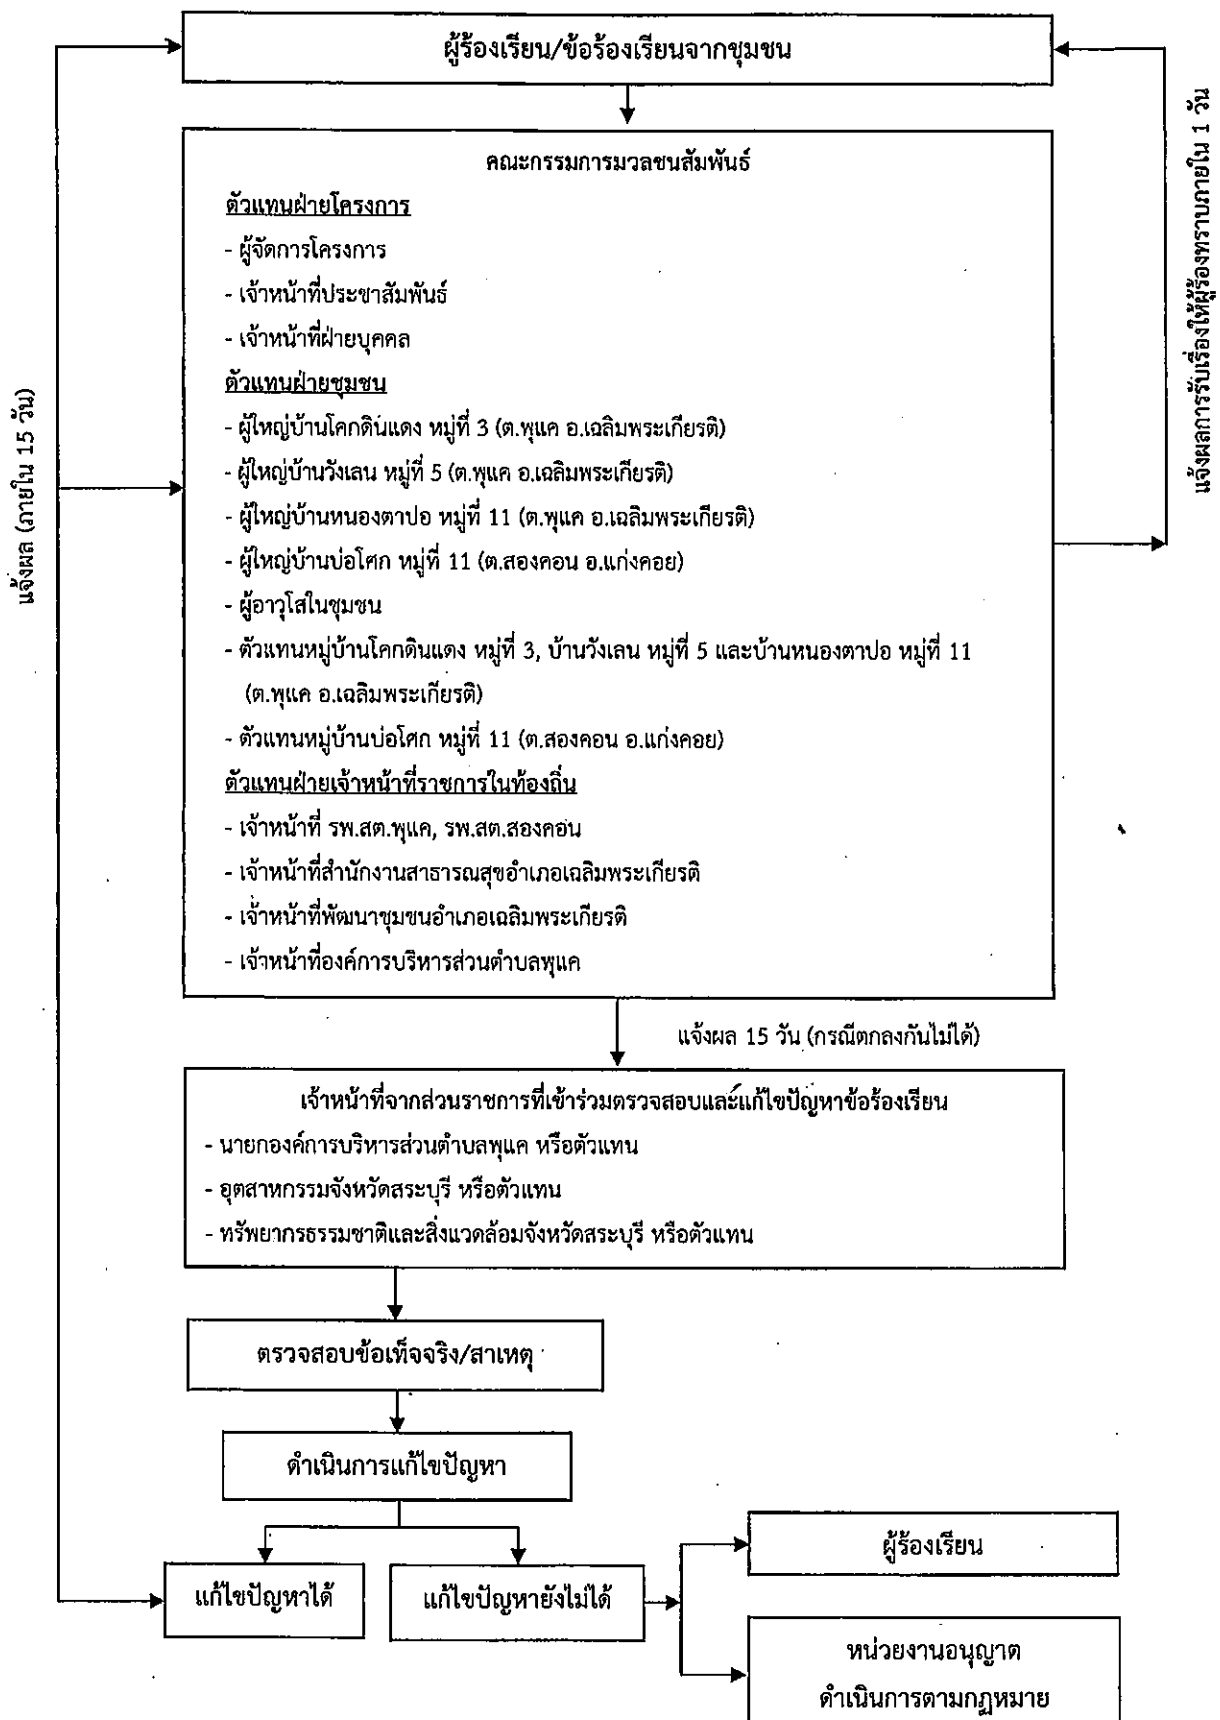 ผู้ร้องเรียน/ข้อร้องเรียนจากชุมชน
แจ้งผลการรับเรื่องให้ผู้ร้องทราบภายใน 1 วัน
แจ้งผล (ภายใน 15 วัน)
คณะกรรมการมวลชนสัมพันธ์
ตัวแทนฝ่ายโครงการ
- ผู้จัดการโครงการ
- เจ้าหน้าที่ประชาสัมพันธ์
- เจ้าหน้าที่ฝ่ายบุคคล
ตัวแทนฝ่ายชุมชน
- ผู้ใหญ่บ้านโคกดินแดง หมู่ที่ 3 (ต.พุแค อ.เฉลิมพระเกียรติ)
- ผู้ใหญ่บ้านวังเลน หมู่ที่ 5 (ต.พุแค อ.เฉลิมพระเกียรติ)
- ผู้ใหญ่บ้านหนองตาปอ หมู่ที่ 11 (ต.พุแค อ.เฉลิมพระเกียรติ)
- ผู้ใหญ่บ้านบ่อโศก หมู่ที่ 11 (ต.สองคอน อ.แก่งคอย)
- ผู้อาวุโสในชุมชน
- ตัวแทนหมู่บ้านโคกดินแดง หมู่ที่ 3, บ้านวังเลน หมู่ที่ 5 และบ้านหนองตาปอ หมู่ที่ 11
(ต.พุแค อ.เฉลิมพระเกียรติ)
- ตัวแทนหมู่บ้านบ่อโศก หมู่ที่ 11 (ต.สองคอน อ.แก่งคอย)
ตัวแทนฝ่ายเจ้าหน้าที่ราชการในท้องถิ่น
- เจ้าหน้าที่ รพ.สต.พุแค, รพ.สต.สองคอน
- เจ้าหน้าที่สำนักงานสาธารณสุขอำเภอเฉลิมพระเกียรติ
- เจ้าหน้าที่พัฒนาชุมชนอำเภอเฉลิมพระเกียรติ
- เจ้าหน้าที่องค์การบริหารส่วนตำบลพุแค
แจ้งผล 15 วัน (กรณีตกลงกันไม่ได้)
เจ้าหน้าที่จากส่วนราชการที่เข้าร่วมตรวจสอบและแก้ไขปัญหาข้อร้องเรียน
- นายกองค์การบริหารส่วนตำบลพุแค หรือตัวแทน
- อุตสาหกรรมจังหวัดสระบุรี หรือตัวแทน
- ทรัพยากรธรรมชาติและสิ่งแวดล้อมจังหวัดสระบุรี หรือตัวแทน
ตรวจสอบข้อเท็จจริง/สาเหตุ
ดำเนินการแก้ไขปัญหา
แก้ไขปัญหาได้
แก้ไขปัญหายังไม่ได้
ผู้ร้องเรียน
หน่วยงานอนุญาต
ดำเนินการตามกฎหมาย